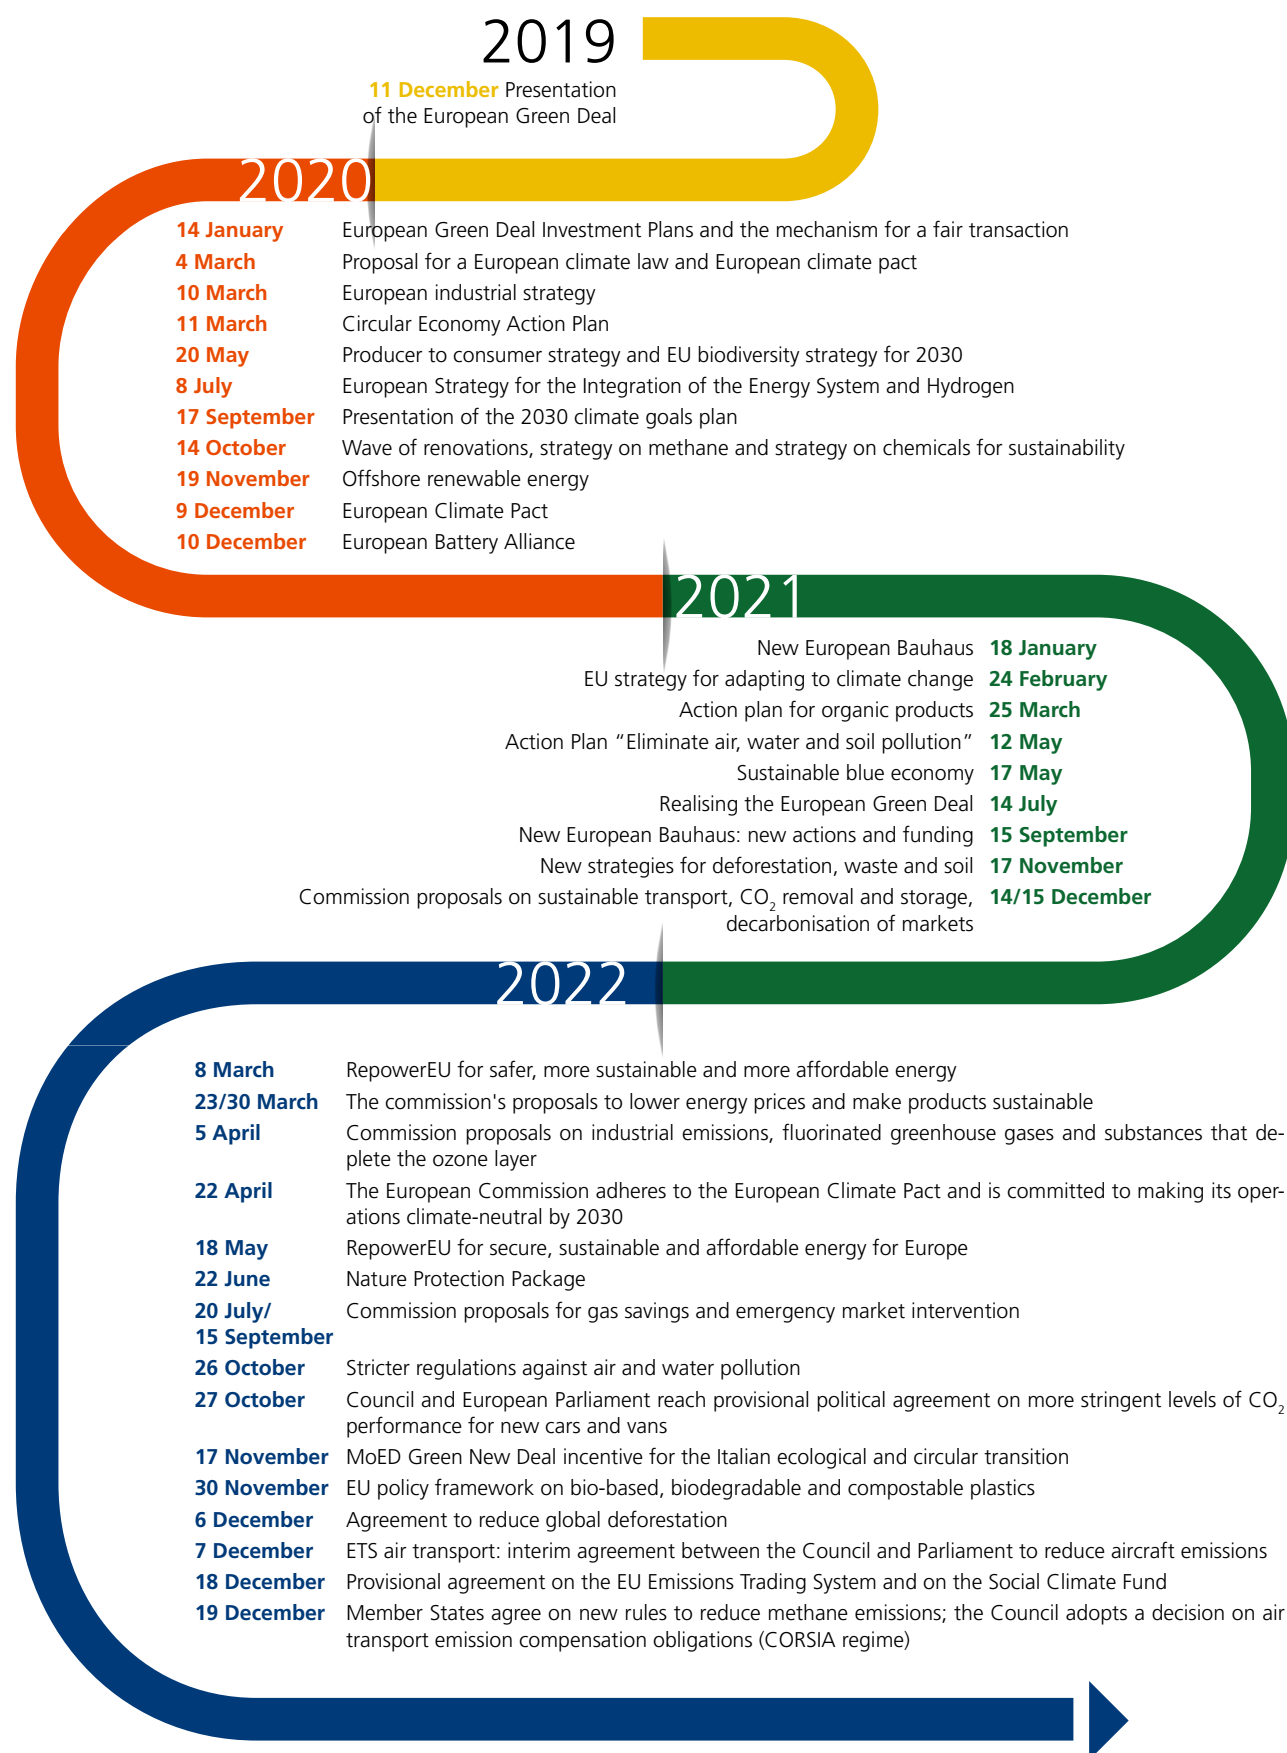 2019
11 December Presentation
of the European Green Deal
2020
14 January European Green Deal Investment Plans and the mechanism for a fair transaction
4 March Proposal for a European climate law and European climate pact
10 March European industrial strategy
11 March Circular Economy Action Plan
20 May Producer to consumer strategy and EU biodiversity strategy for 2030
8 July European Strategy for the Integration of the Energy System and Hydrogen
17 September Presentation of the 2030 climate goals plan
14 October Wave of renovations, strategy on methane and strategy on chemicals for sustainability
19 November Offshore renewable energy
9 December European Climate Pact
10 December European Battery Alliance
2021
New European Bauhaus 18 January
EU strategy for adapting to climate change 24 February
Action plan for organic products 25 March
Action Plan “Eliminate air, water and soil pollution” 12 May
Sustainable blue economy 17 May
Realising the European Green Deal 14 July
New European Bauhaus: new actions and funding 15 September
New strategies for deforestation, waste and soil 17 November
Commission proposals on sustainable transport, CO₂ removal and storage, 14/15 December
decarbonisation of markets
2022
8 March RepowerEU for safer, more sustainable and more affordable energy
23/30 March The commission's proposals to lower energy prices and make products sustainable
5 April Commission proposals on industrial emissions, fluorinated greenhouse gases and substances that de-
plete the ozone layer
22 April The European Commission adheres to the European Climate Pact and is committed to making its oper-
ations climate-neutral by 2030
18 May RepowerEU for secure, sustainable and affordable energy for Europe
22 June Nature Protection Package
20 July/ Commission proposals for gas savings and emergency market intervention
15 September
26 October Stricter regulations against air and water pollution
27 October Council and European Parliament reach provisional political agreement on more stringent levels of CO₂
performance for new cars and vans
17 November MoED Green New Deal incentive for the Italian ecological and circular transition
30 November EU policy framework on bio-based, biodegradable and compostable plastics
6 December Agreement to reduce global deforestation
7 December ETS air transport: interim agreement between the Council and Parliament to reduce aircraft emissions
18 December Provisional agreement on the EU Emissions Trading System and on the Social Climate Fund
19 December Member States agree on new rules to reduce methane emissions; the Council adopts a decision on air
transport emission compensation obligations (CORSIA regime)